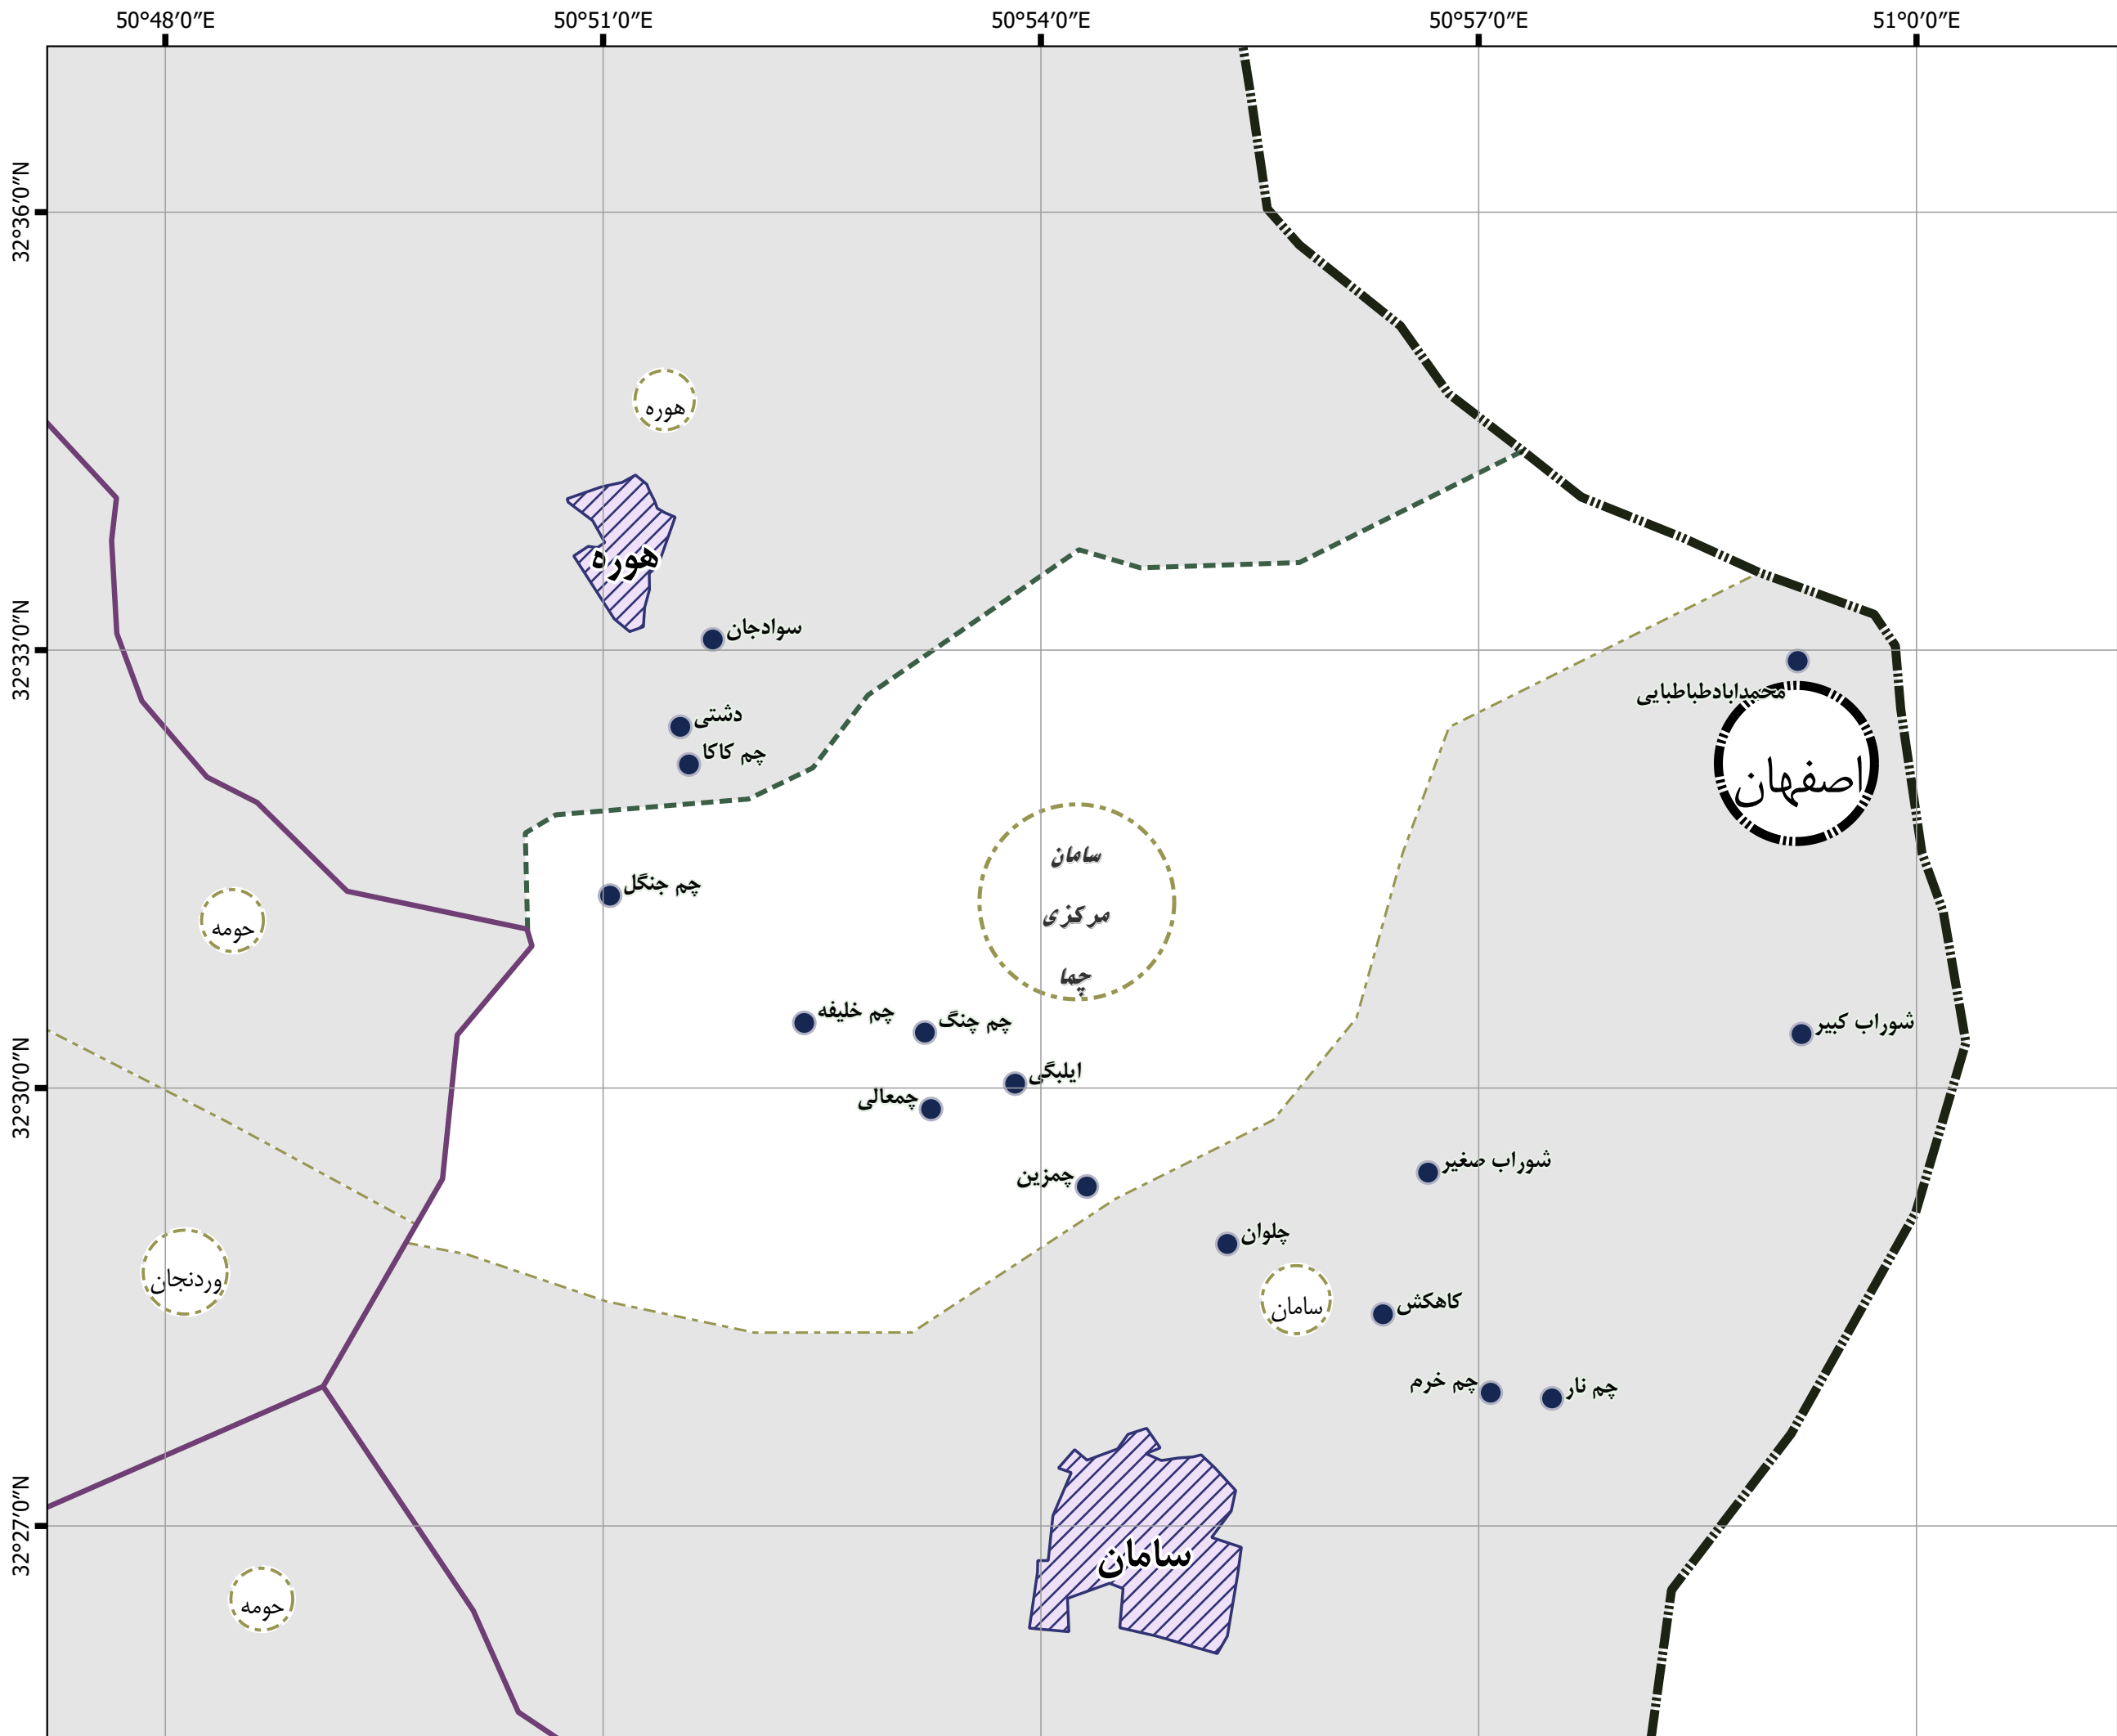 50°48′0″E
50°51′0″E
50°54′0″E
50°57′0″E
51°0′0″E
32°36′0″N
32°33′0″N
32°30′0″N
32°27′0″N
هوره
هوره
سوادجان
دشتی
چم کاکا
محمدابادطباطبایی
اصفهان
سامان
مرکزی
چما
چم جنگل
حومه
چم خلیفه
چم چنگ
شوراب کبیر
ایلبگی
چمعالی
شوراب صغیر
چمزین
چلوان
وردنجان
سامان
کاهکش
چم خرم
چم نار
سامان
حومه